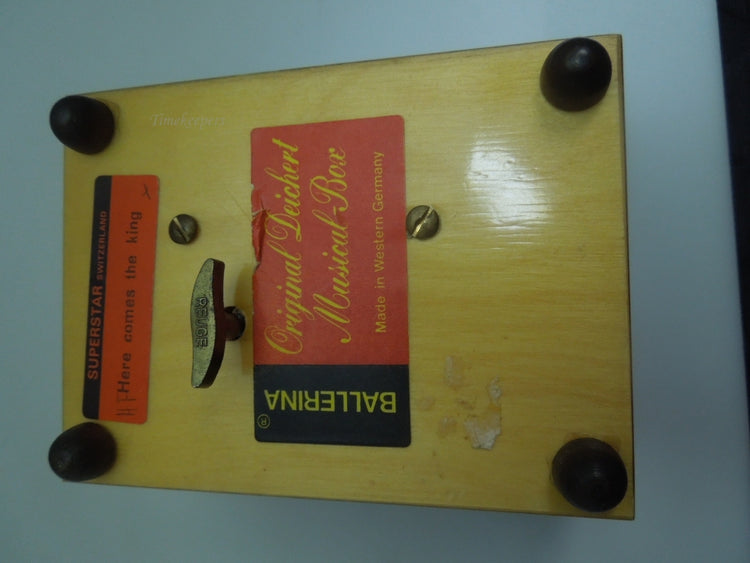 Timekeepers
SUPERSTAR SWITZERLAND
Here comes the king
REUGE
Original Deichert
Musical-Box
Made in Western Germany
BALLERINA
®